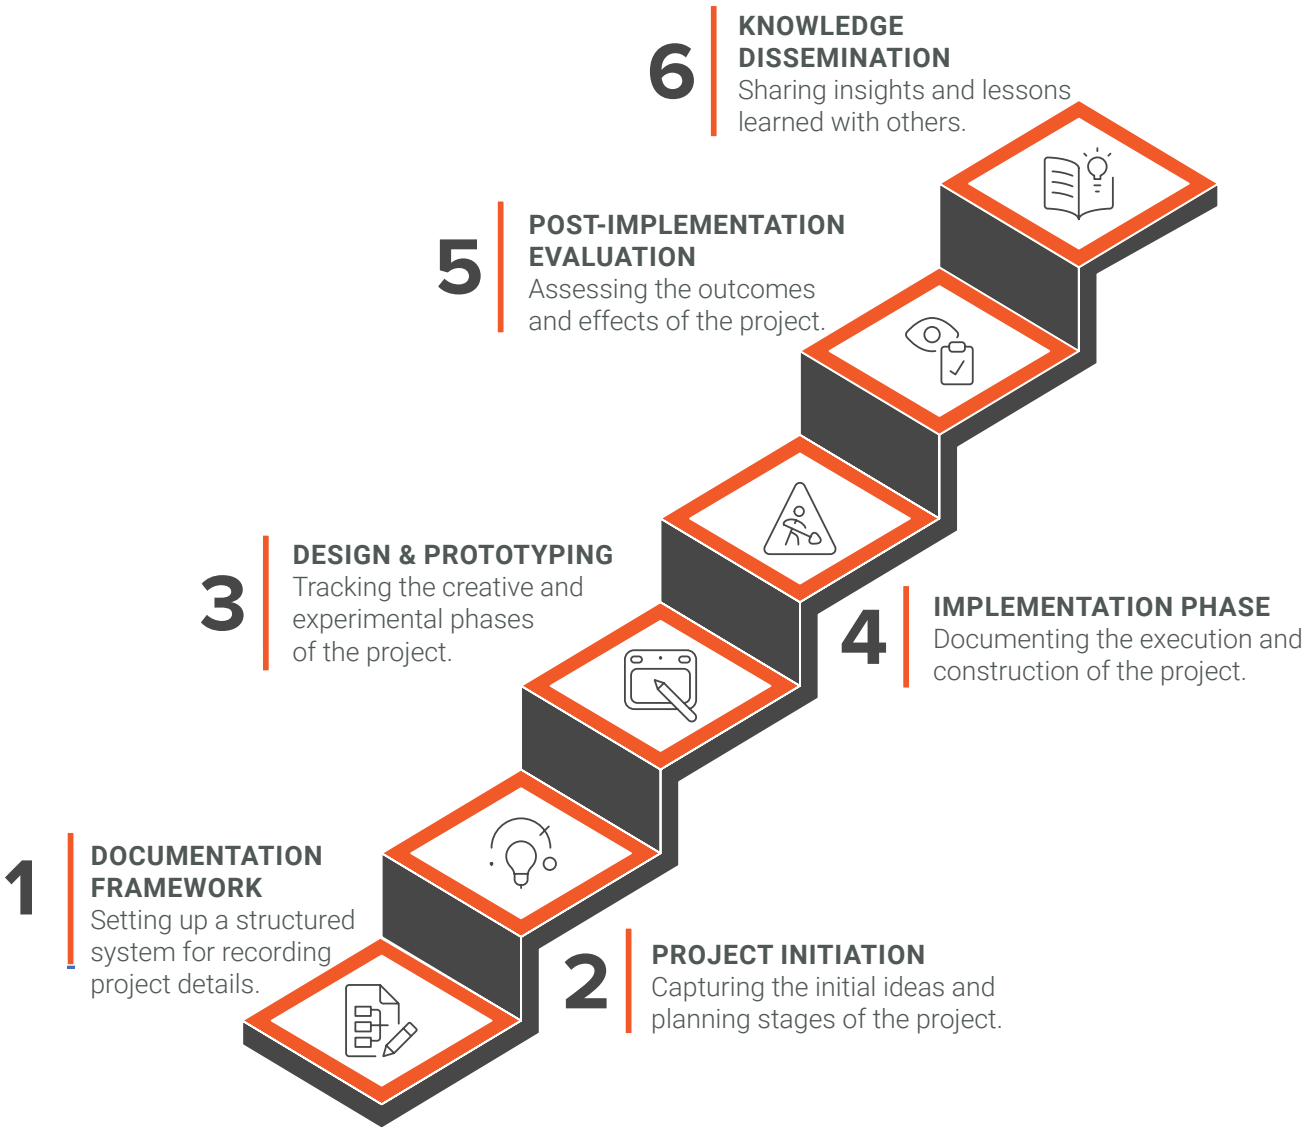 6
KNOWLEDGE
DISSEMINATION
Sharing insights and lessons
learned with others.
5
POST-IMPLEMENTATION
EVALUATION
Assessing the outcomes
and effects of the project.
3
DESIGN & PROTOTYPING
Tracking the creative and
experimental phases
of the project.
4
IMPLEMENTATION PHASE
Documenting the execution and
construction of the project.
1
DOCUMENTATION
FRAMEWORK
Setting up a structured
system for recording
project details.
2
PROJECT INITIATION
Capturing the initial ideas and
planning stages of the project.